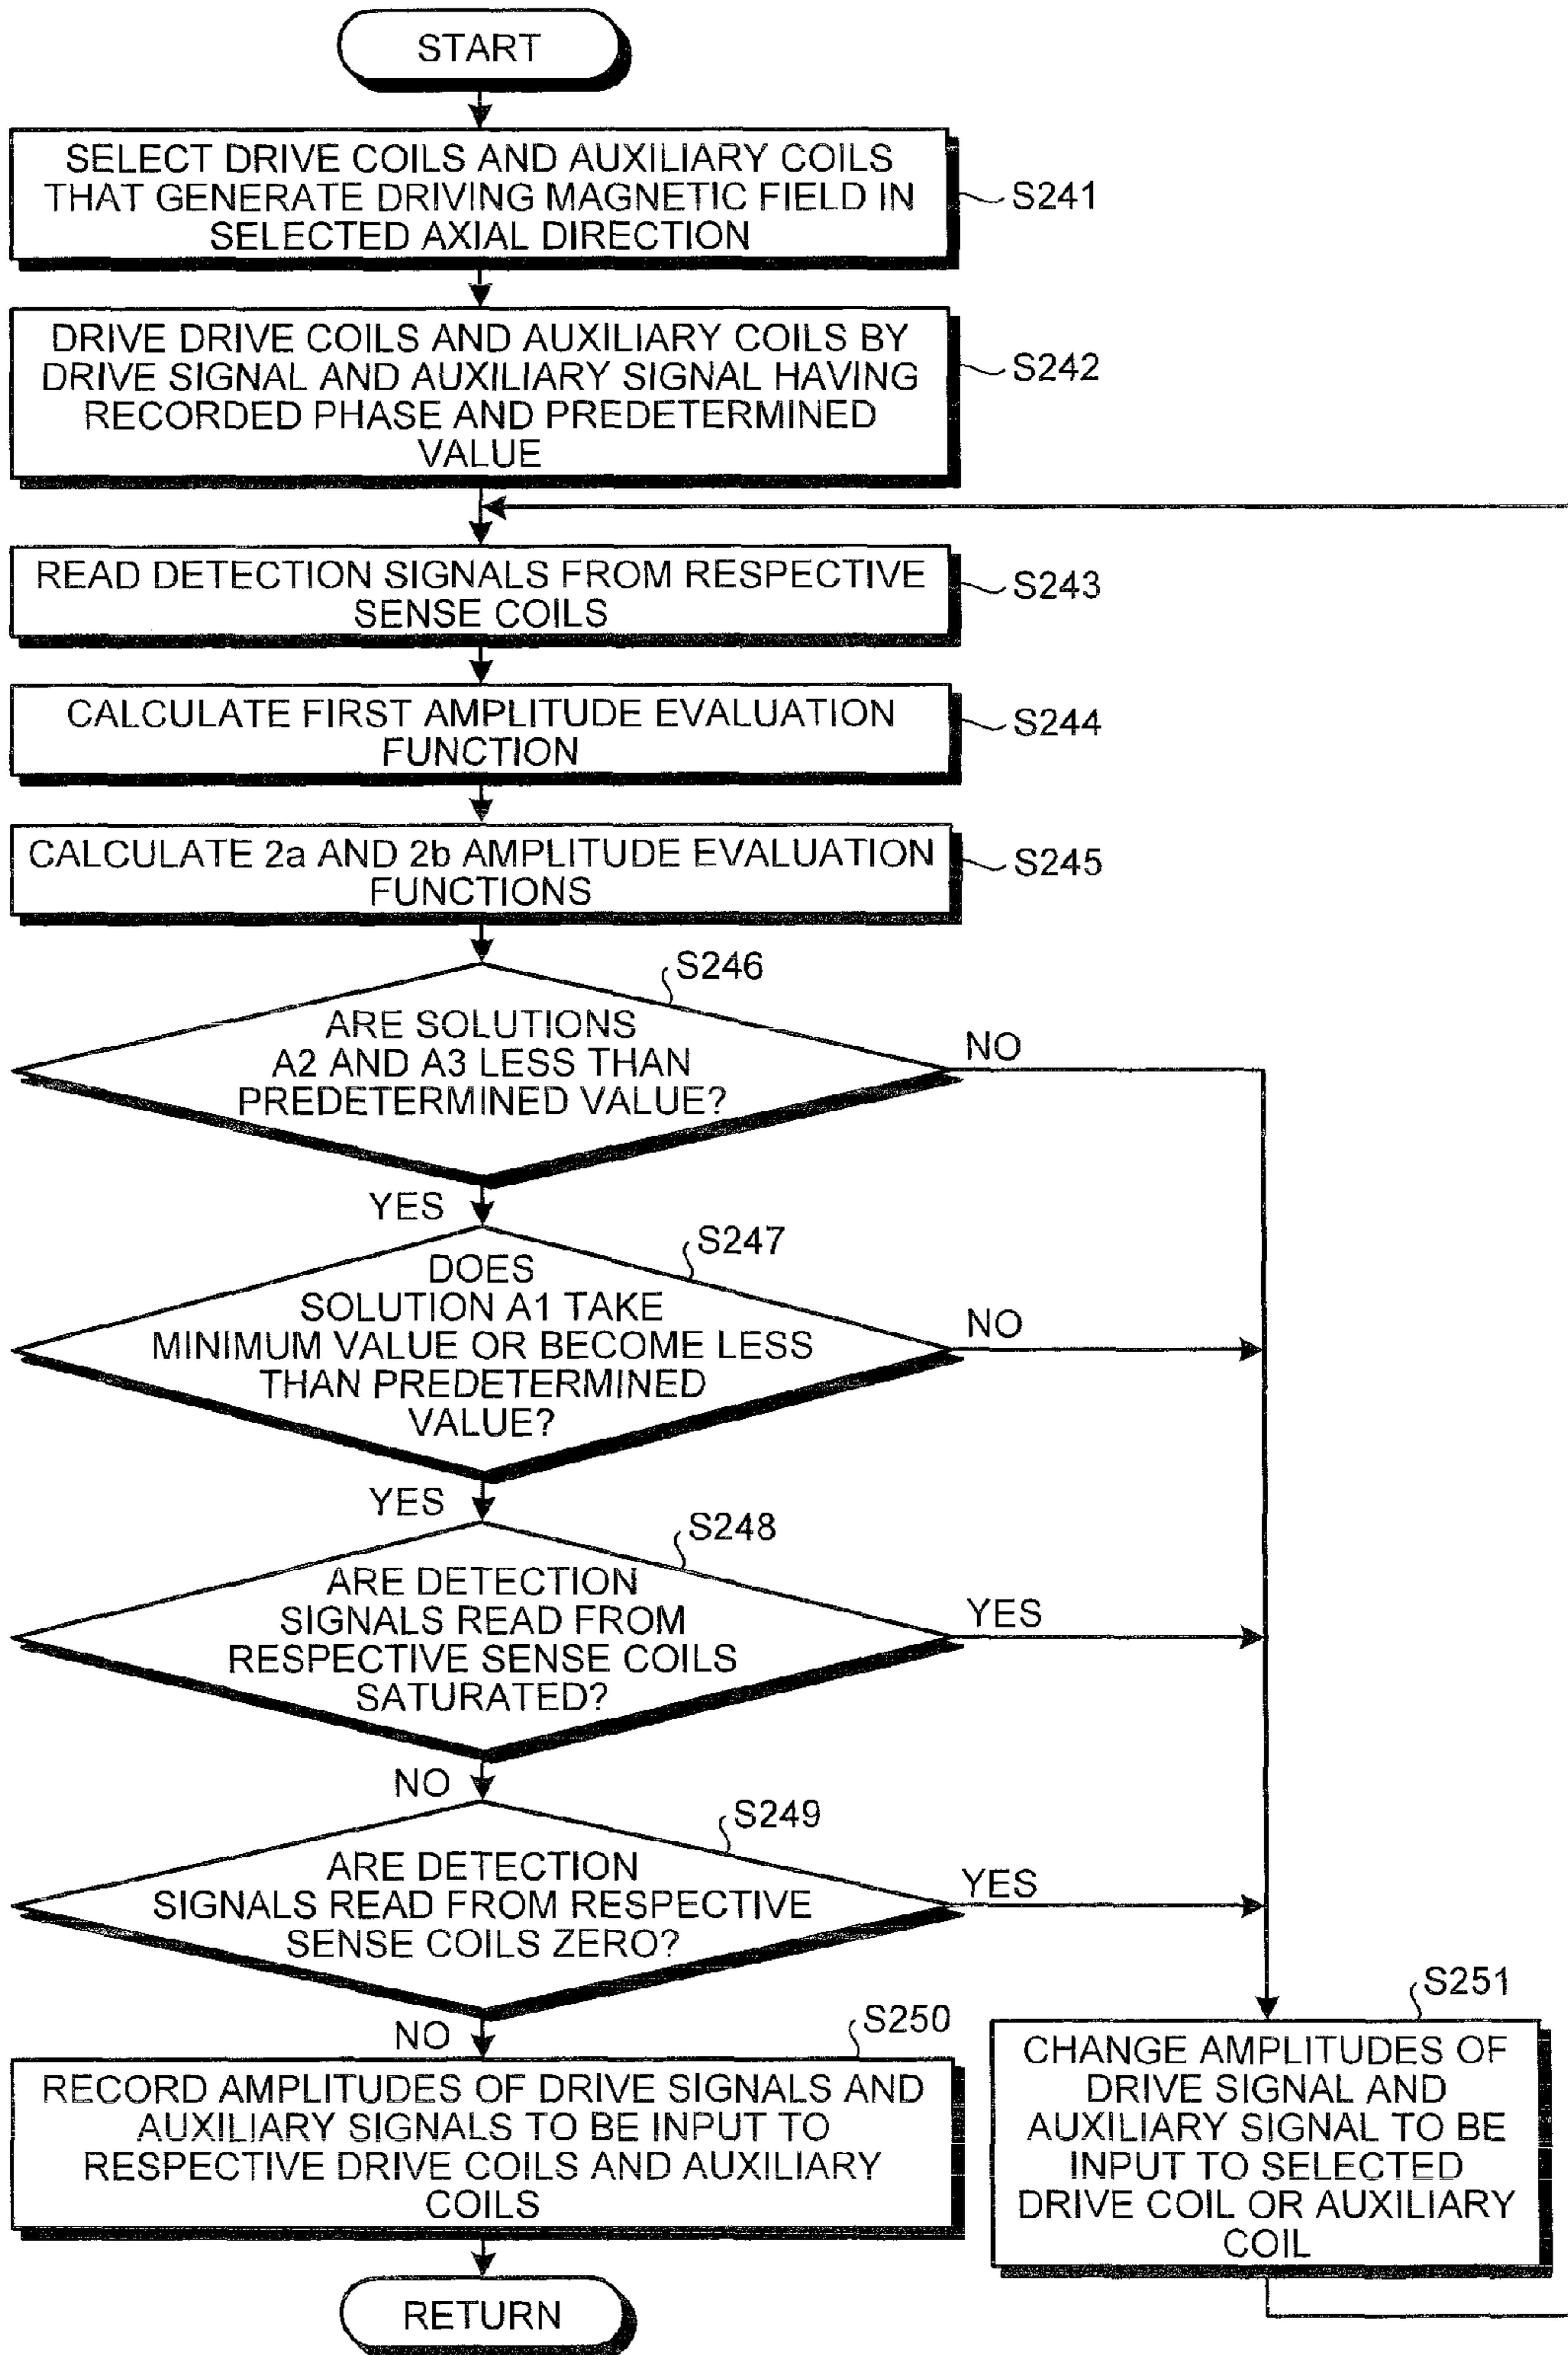 START
SELECT DRIVE COILS AND AUXILIARY COILS
THAT GENERATE DRIVING MAGNETIC FIELD IN
SELECTED AXIAL DIRECTION
S241
DRIVE DRIVE COILS AND AUXILIARY COILS BY
DRIVE SIGNAL AND AUXILIARY SIGNAL HAVING
RECORDED PHASE AND PREDETERMINED
VALUE
S242
READ DETECTION SIGNALS FROM RESPECTIVE
SENSE COILS
S243
CALCULATE FIRST AMPLITUDE EVALUATION
FUNCTION
S244
CALCULATE 2a AND 2b AMPLITUDE EVALUATION
FUNCTIONS
S245
S246
ARE SOLUTIONS
A2 AND A3 LESS THAN
PREDETERMINED VALUE?
NO
YES
S247
DOES
SOLUTION A1 TAKE
MINIMUM VALUE OR BECOME LESS
THAN PREDETERMINED
VALUE?
NO
YES
S248
ARE DETECTION
SIGNALS READ FROM
RESPECTIVE SENSE COILS
SATURATED?
YES
NO
S249
ARE DETECTION
SIGNALS READ FROM RESPECTIVE
SENSE COILS ZERO?
YES
NO
S250
RECORD AMPLITUDES OF DRIVE SIGNALS AND
AUXILIARY SIGNALS TO BE INPUT TO
RESPECTIVE DRIVE COILS AND AUXILIARY
COILS
S251
CHANGE AMPLITUDES OF
DRIVE SIGNAL AND
AUXILIARY SIGNAL TO BE
INPUT TO SELECTED
DRIVE COIL OR AUXILIARY
COIL
RETURN